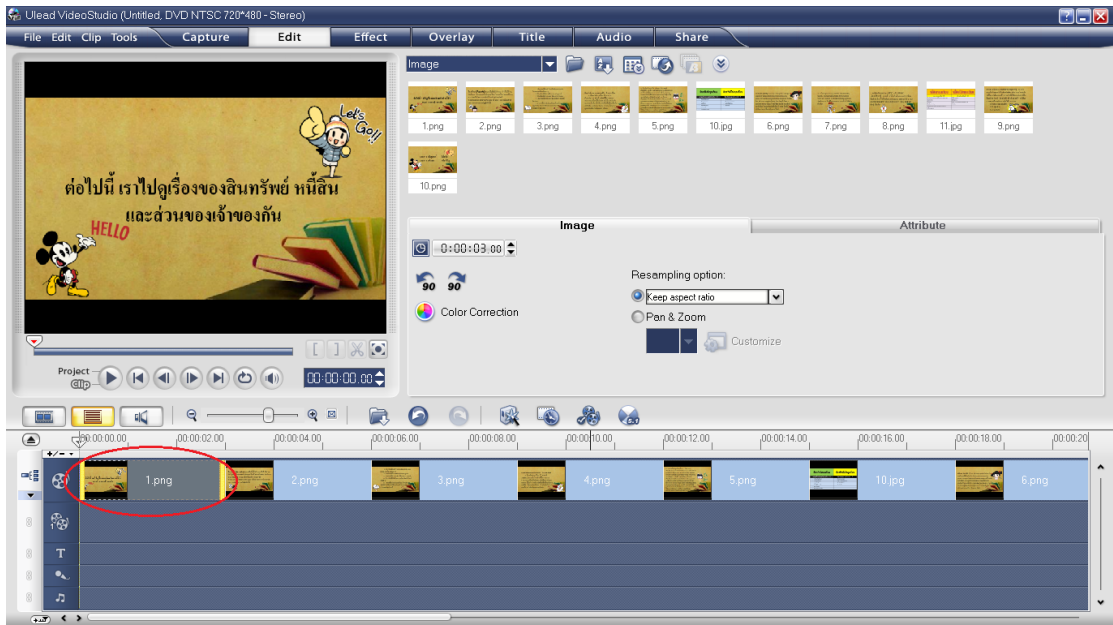 Ulead VideoStudio (Untitled, DVD NTSC 720*480 - Stereo)
File Edit Clip Tools Capture Edit Effect Overlay Title Audio Share
Image
Let's Go!!
ต่อไปนี้ เราไปดูเรื่องของสินทรัพย์ หนี้สิน
และส่วนของเจ้าของกัน
HELLO
1.png 2.png 3.png 4.png 5.png 10.jpg 6.png 7.png 8.png 11.jpg 9.png
10.png
Image Attribute
0:00:03.00
90 90
Color Correction
Resampling option:
Keep aspect ratio
Pan & Zoom
Customize
Project
Clip
00:00:00.00
00:00:00.00 00:00:02.00 00:00:04.00 00:00:06.00 00:00:08.00 00:00:10.00 00:00:12.00 00:00:14.00 00:00:16.00 00:00:18.00 00:00:20
1.png 2.png 3.png 4.png 5.png 10.jpg 6.png
T